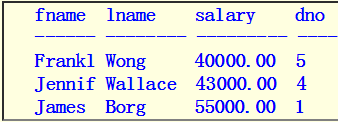 fname lname salary dno
------ -------- --------- ----
Frankl Wong 40000.00 5
Jennif Wallace 43000.00 4
James Borg 55000.00 1